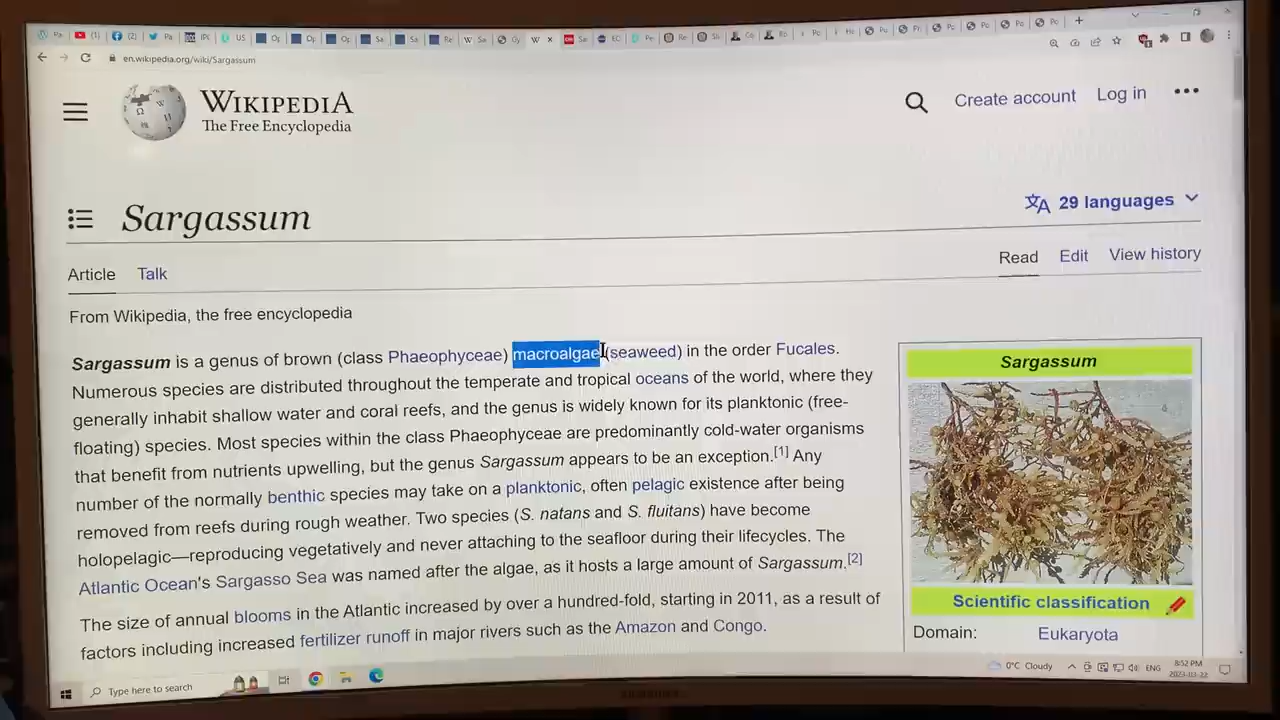 en.wikipedia.org/wiki/Sargassum
WIKIPEDIA
The Free Encyclopedia
Create account
Log in
Sargassum
29 languages
Article
Talk
Read
Edit
View history
From Wikipedia, the free encyclopedia
Sargassum is a genus of brown (class Phaeophyceae) macroalgae (seaweed) in the order Fucales.
Numerous species are distributed throughout the temperate and tropical oceans of the world, where they
generally inhabit shallow water and coral reefs, and the genus is widely known for its planktonic (free-
floating) species. Most species within the class Phaeophyceae are predominantly cold-water organisms
that benefit from nutrients upwelling, but the genus Sargassum appears to be an exception.[1] Any
number of the normally benthic species may take on a planktonic, often pelagic existence after being
removed from reefs during rough weather. Two species (S. natans and S. fluitans) have become
holopelagic—reproducing vegetatively and never attaching to the seafloor during their lifecycles. The
Atlantic Ocean's Sargasso Sea was named after the algae, as it hosts a large amount of Sargassum.[2]
The size of annual blooms in the Atlantic increased by over a hundred-fold, starting in 2011, as a result of
factors including increased fertilizer runoff in major rivers such as the Amazon and Congo.
Sargassum
Scientific classification
Domain:
Eukaryota
Type here to search
0°C Cloudy
ENG
8:52 PM